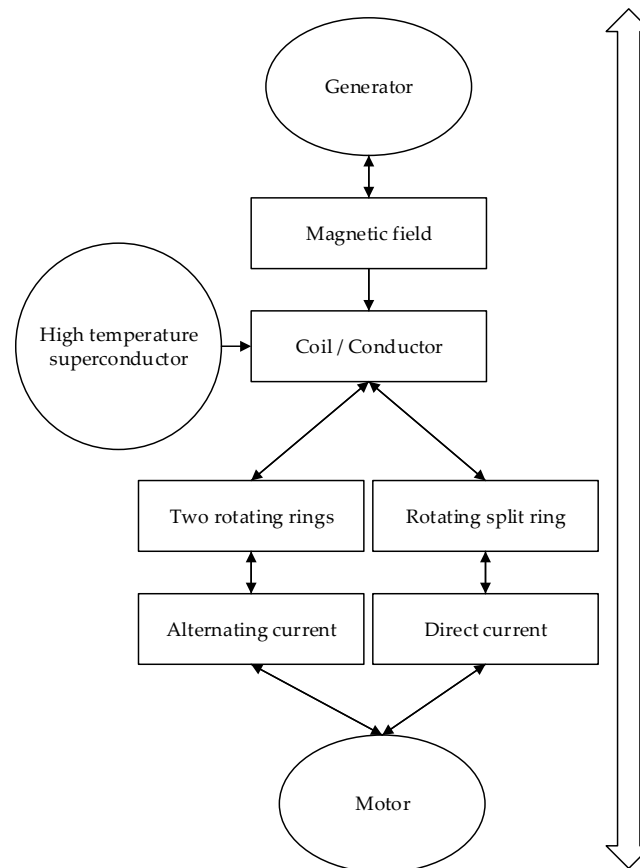 Generator
Magnetic field
High temperature
superconductor
Coil / Conductor
Two rotating rings
Rotating split ring
Alternating current
Direct current
Motor